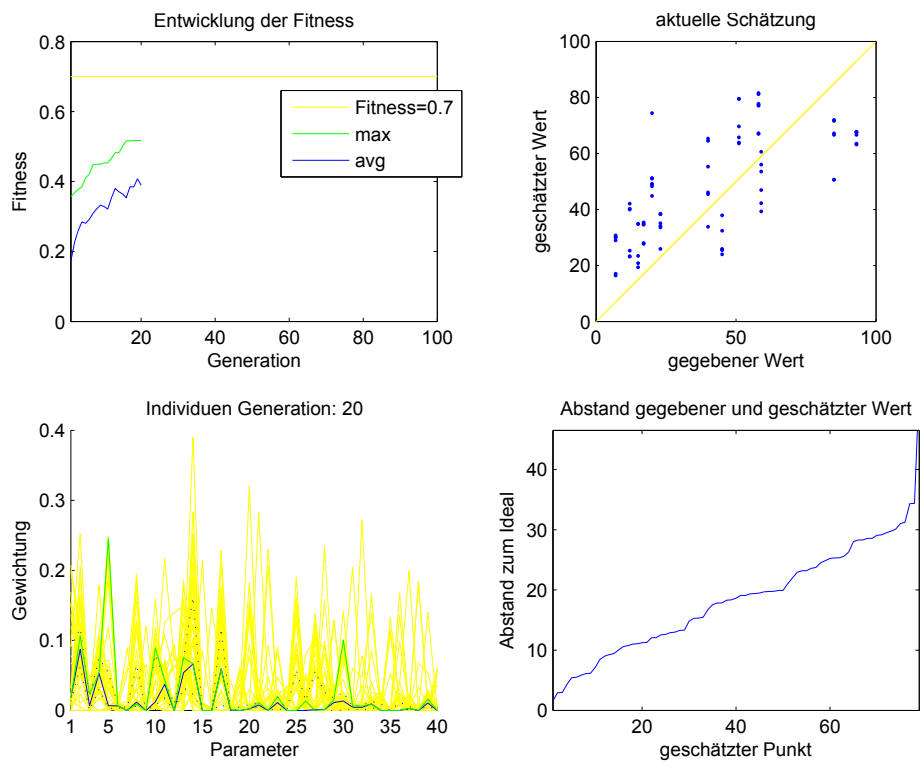 Entwicklung der Fitness
0.8
0.6
0.4
0.2
0
Fitness
20
40
60
80
100
Generation
Fitness=0.7
max
avg
aktuelle Schätzung
100
80
60
40
20
0
geschätzter Wert
0
50
100
gegebener Wert
Individuen Generation: 20
0.4
0.3
0.2
0.1
0
Gewichtung
1
5
10
15
20
25
30
35
40
Parameter
Abstand gegebener und geschätzter Wert
40
30
20
10
0
Abstand zum Ideal
20
40
60
geschätzter Punkt